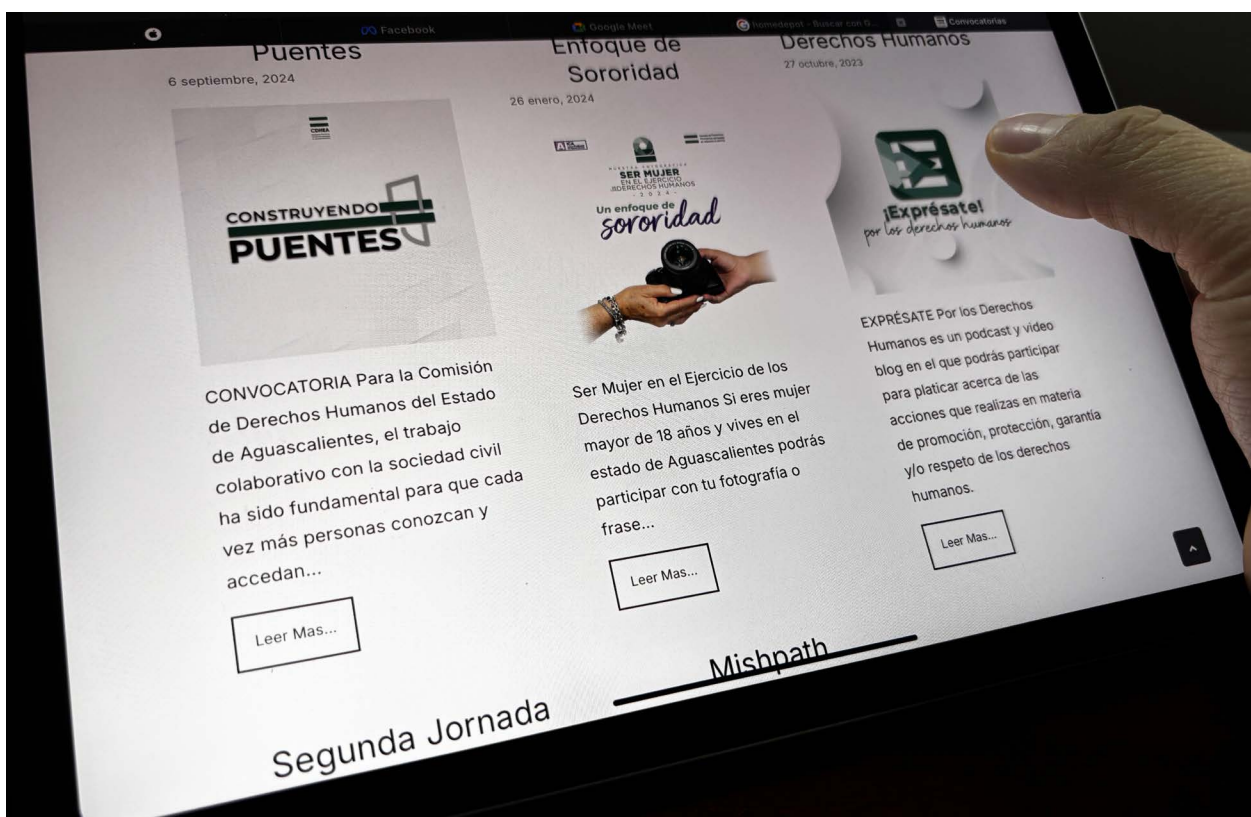 Facebook
Google Meet
homedepot - Buscar con G...
Convocatorias
Puentes
6 septiembre, 2024
CONSTRUYENDO
PUENTES
CONVOCATORIA Para la Comisión
de Derechos Humanos del Estado
de Aguascalientes, el trabajo
colaborativo con la sociedad civil
ha sido fundamental para que cada
vez más personas conozcan y
accedan...
Leer Mas...
Enfoque de
Sororidad
26 enero, 2024
SER MUJER
EN EL EJERCICIO
DERECHOS HUMANOS
- 2024 -
Un enfoque de
sororidad
Ser Mujer en el Ejercicio de los
Derechos Humanos Si eres mujer
mayor de 18 años y vives en el
estado de Aguascalientes podrás
participar con tu fotografía o
frase...
Leer Mas...
Derechos Humanos
27 octubre, 2023
¡Exprésate!
por los derechos humanos
EXPRÉSATE Por los Derechos
Humanos es un podcast y video
blog en el que podrás participar
para platicar acerca de las
acciones que realizas en materia
de promoción, protección, garantía
y/o respeto de los derechos
humanos.
Leer Mas...
Segunda Jornada
Mishpath